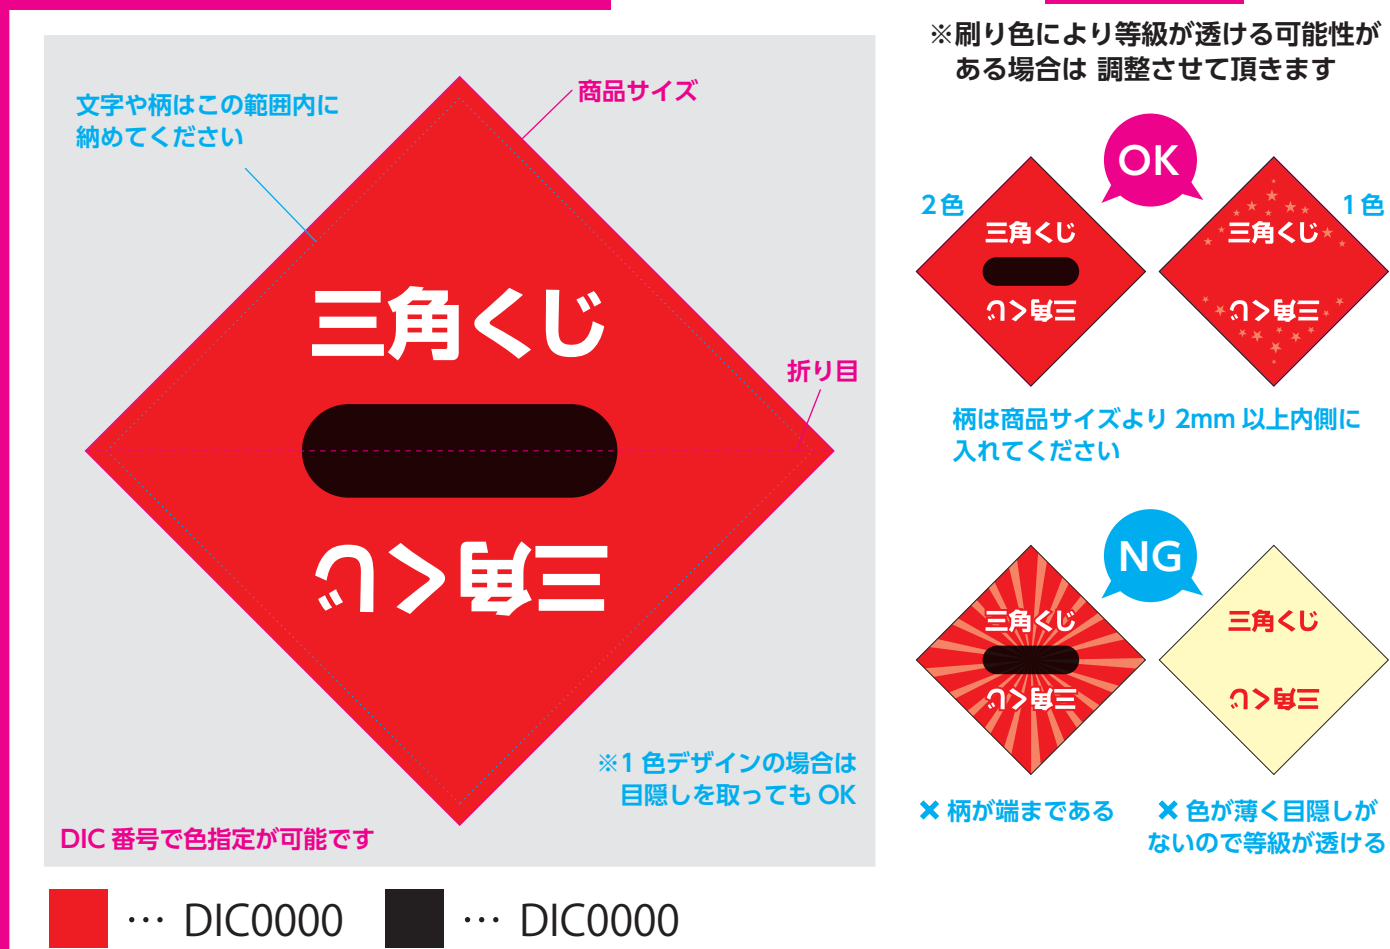 文字や柄はこの範囲内に
納めてください
商品サイズ
三角くじ
折り目
三角くじ
※1色デザインの場合は
目隠しを取ってもOK
DIC番号で色指定が可能です
… DIC0000
… DIC0000
※刷り色により等級が透ける可能性が
ある場合は 調整させて頂きます
OK
2色
三角くじ
三角くじ
1色
三角くじ
三角くじ
柄は商品サイズより 2mm 以上内側に
入れてください
NG
三角くじ
三角くじ
三角くじ
三角くじ
× 柄が端まである
× 色が薄く目隠しが
ないので等級が透ける